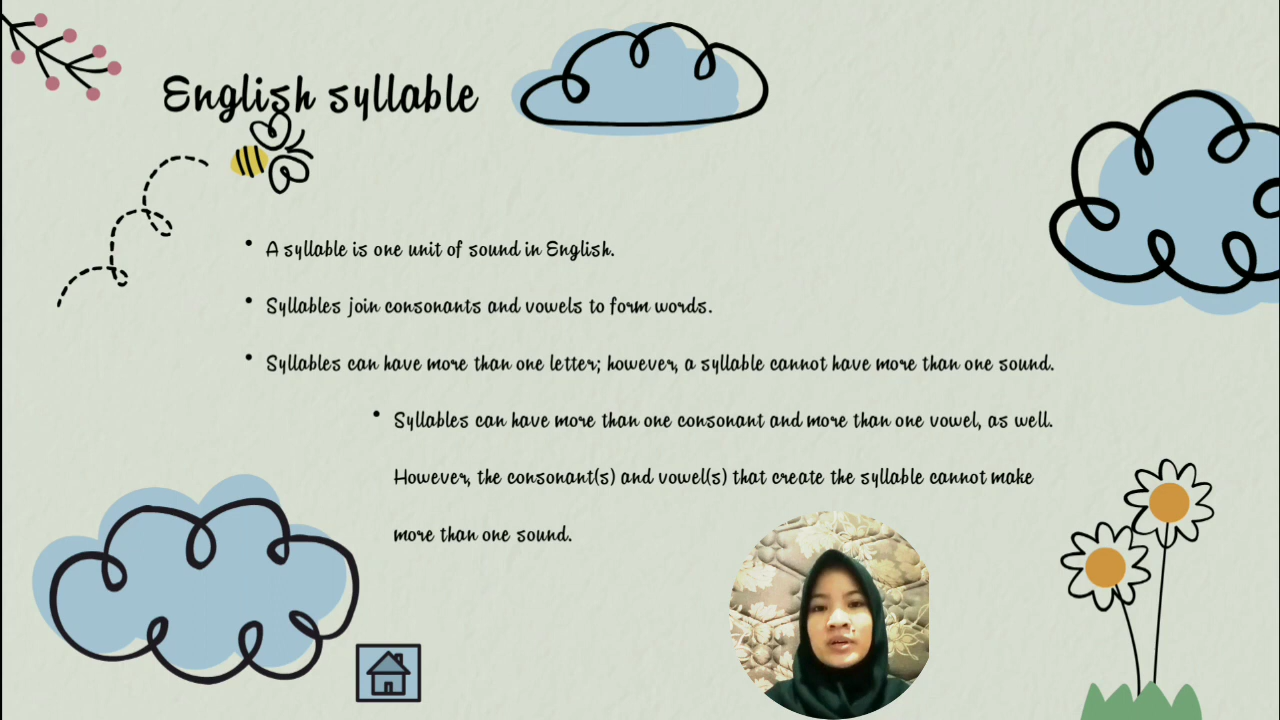 English syllable
• A syllable is one unit of sound in English.
• Syllables join consonants and vowels to form words.
• Syllables can have more than one letter; however, a syllable cannot have more than one sound.
• Syllables can have more than one consonant and more than one vowel, as well.
However, the consonant(s) and vowel(s) that create the syllable cannot make
more than one sound.